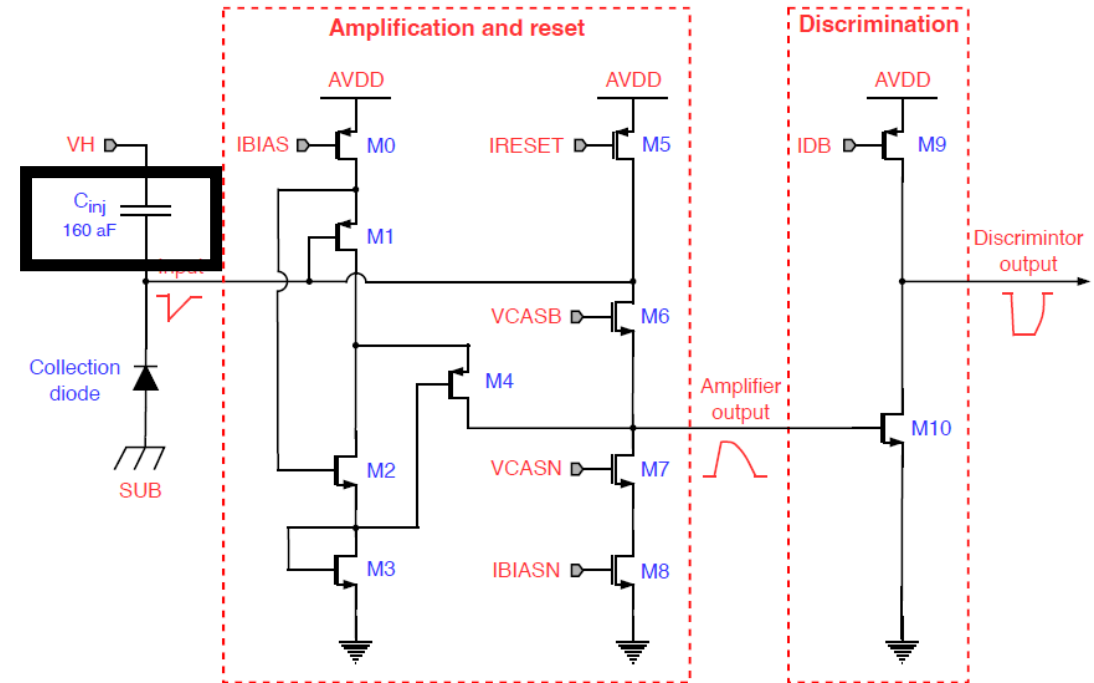 Amplification and reset
Discrimination
AVDD
AVDD
AVDD
VH
IBIAS
M0
IRESET
M5
IDB
M9
Cinj
160 aF
M1
Discrimintor
output
VCASB
M6
Collection
diode
M4
Amplifier
output
M10
SUB
M2
VCASN
M7
M3
IBIASN
M8